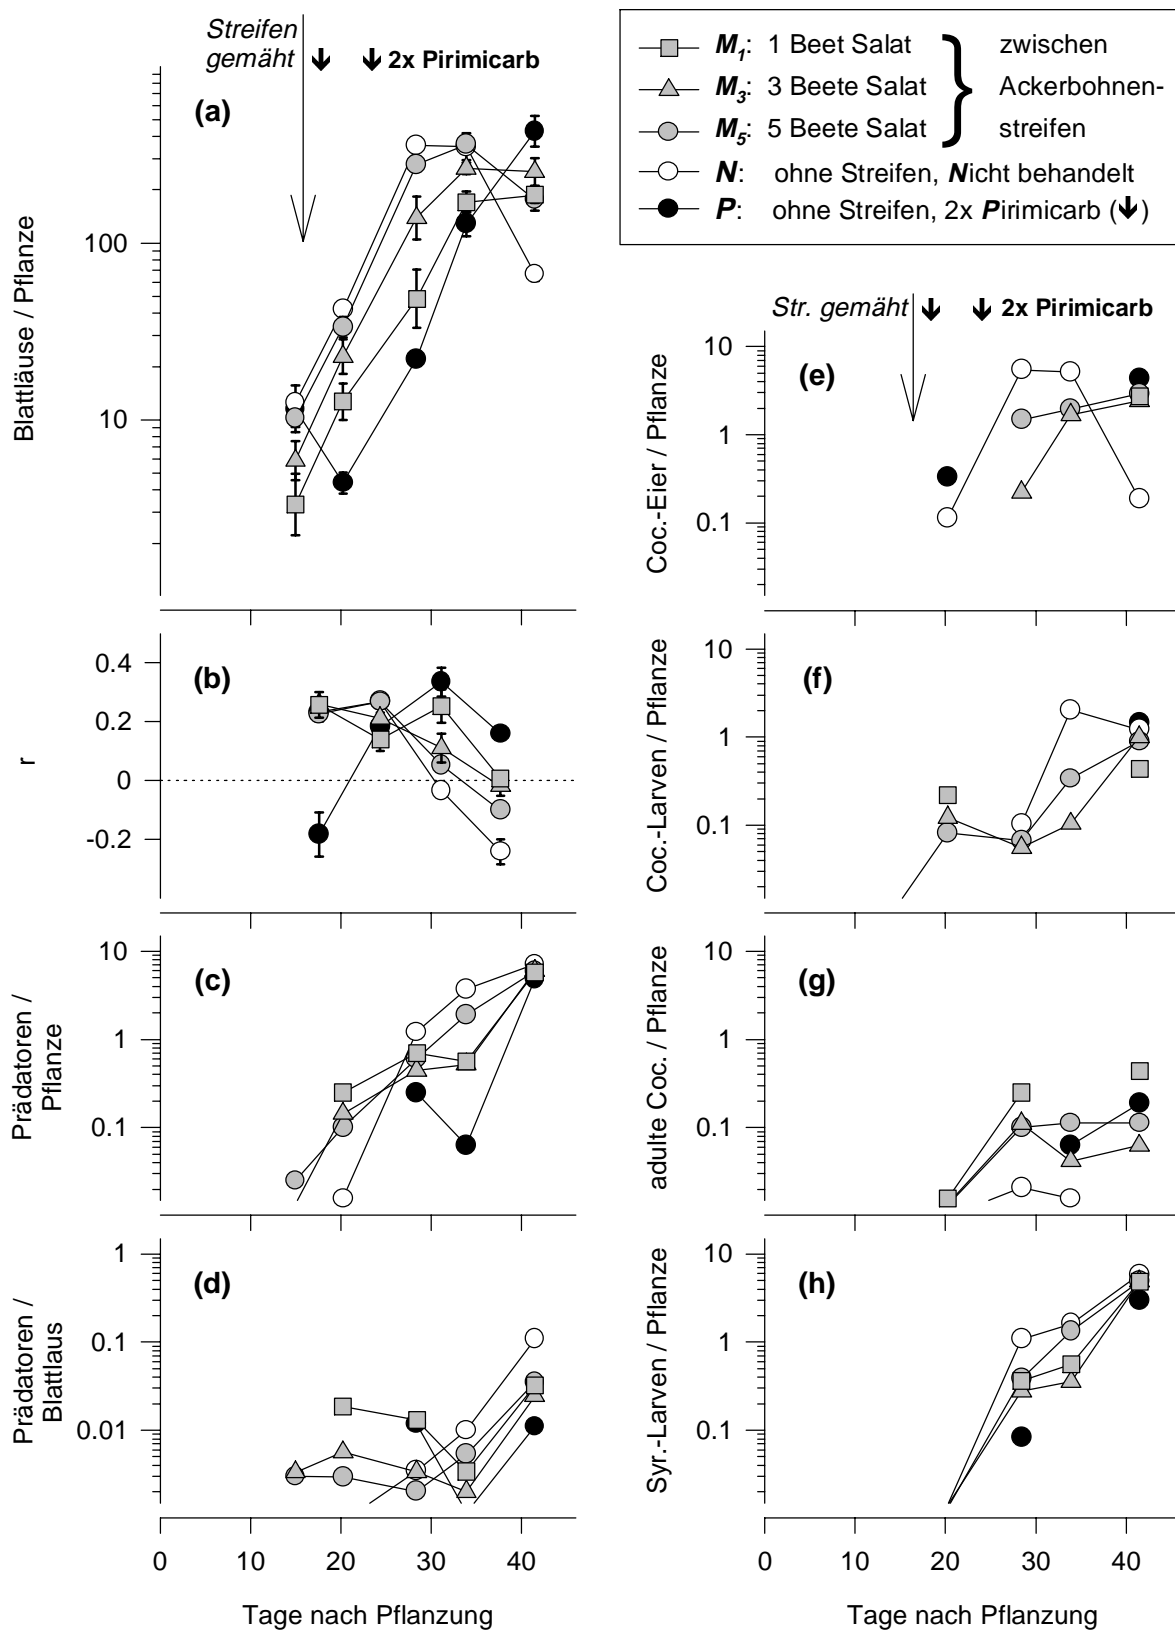 Streifen
gemäht
2x Pirimicarb
(a)
100
10
Blattläuse / Pflanze
M1: 1 Beet Salat
M3: 3 Beete Salat
M5: 5 Beete Salat
}
zwischen
Ackerbohnen-
streifen
N: ohne Streifen, Nicht behandelt
P: ohne Streifen, 2x Pirimicarb (↓)
(b)
0.4
0.2
0
-0.2
r
(c)
10
1
0.1
Prädatoren /
Pflanze
(d)
1
0.1
0.01
Prädatoren /
Blattlaus
0 10 20 30 40
Tage nach Pflanzung
Str. gemäht
2x Pirimicarb
(e)
10
1
0.1
Coc.-Eier / Pflanze
(f)
10
1
0.1
Coc.-Larven / Pflanze
(g)
10
1
0.1
adulte Coc. / Pflanze
(h)
10
1
0.1
Syr.-Larven / Pflanze
0 10 20 30 40
Tage nach Pflanzung